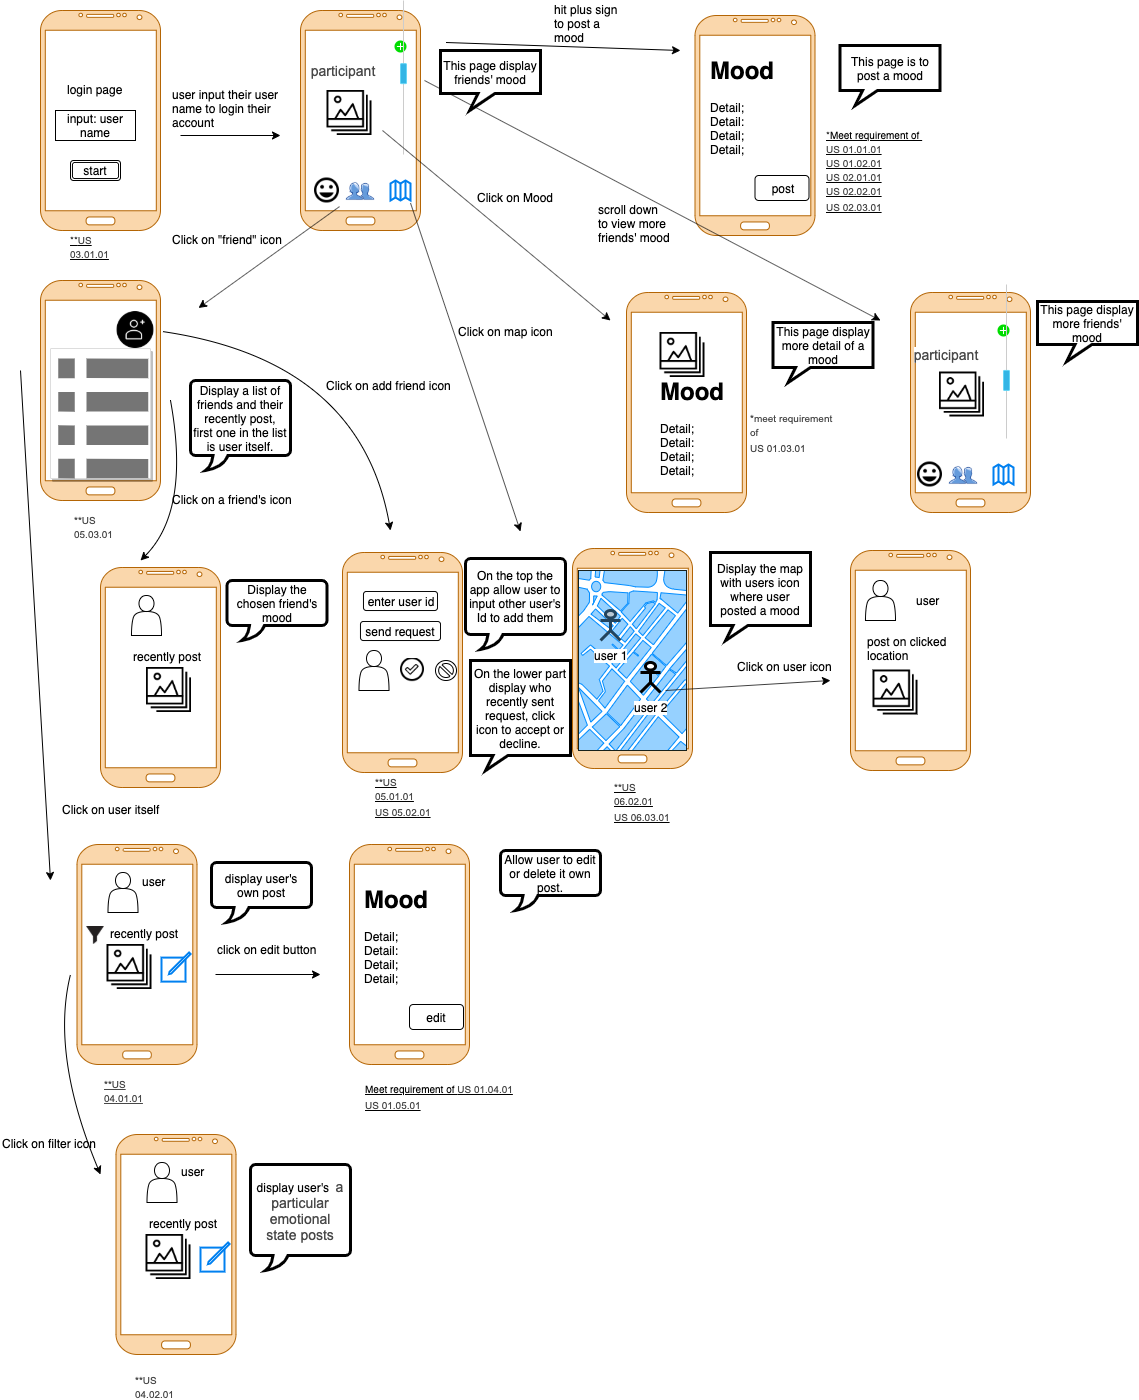 login page
input: user
name
start
**US
03.01.01
user input their user
name to login their
account
participant
This page display
friends' mood
hit plus sign
to post a
mood
Mood
Detail;
Detail:
Detail;
Detail;
post
This page is to
post a mood
*Meet requirement of
US 01.01.01
US 01.02.01
US 02.01.01
US 02.02.01
US 02.03.01
Click on "friend" icon
Click on Mood
scroll down
to view more
friends' mood
Click on map icon
Click on add friend icon
Display a list of
friends and their
recently post,
first one in the list
is user itself.
Click on a friend's icon
**US
05.03.01
Mood
Detail;
Detail:
Detail;
Detail;
This page display
more detail of a
mood
*meet requirement
of
US 01.03.01
participant
This page display
more friends'
mood
recently post
Display the
chosen friend's
mood
enter user id
send request
On the top the
app allow user to
input other user's
Id to add them
On the lower part
display who
recently sent
request, click
icon to accept or
decline.
**US
05.01.01
US 05.02.01
user 1
user 2
**US
06.02.01
US 06.03.01
Display the map
with users icon
where user
posted a mood
Click on user icon
user
post on clicked
location
Click on user itself
user
recently post
display user's
own post
click on edit button
**US
04.01.01
Mood
Detail;
Detail:
Detail;
Detail;
edit
Allow user to edit
or delete it own
post.
Meet requirement of US 01.04.01
US 01.05.01
Click on filter icon
user
recently post
display user's a
particular
emotional
state posts
**US
04.02.01